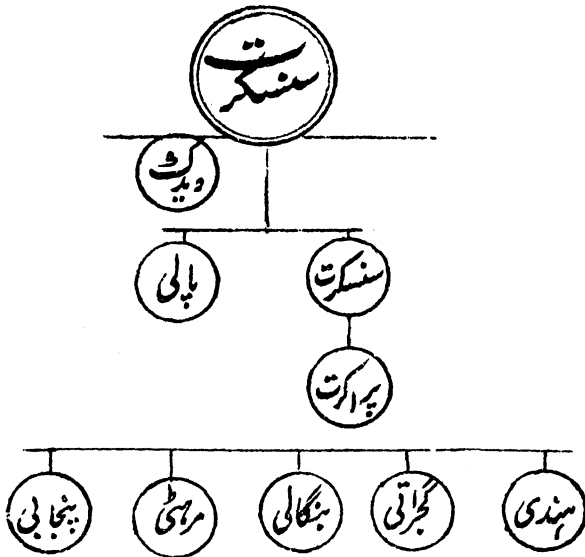 سنسکرت
ویدک
سنسکرت
پالی
پراکرت
ہندی
گجراتی
بنگالی
مرہٹی
پنجابی